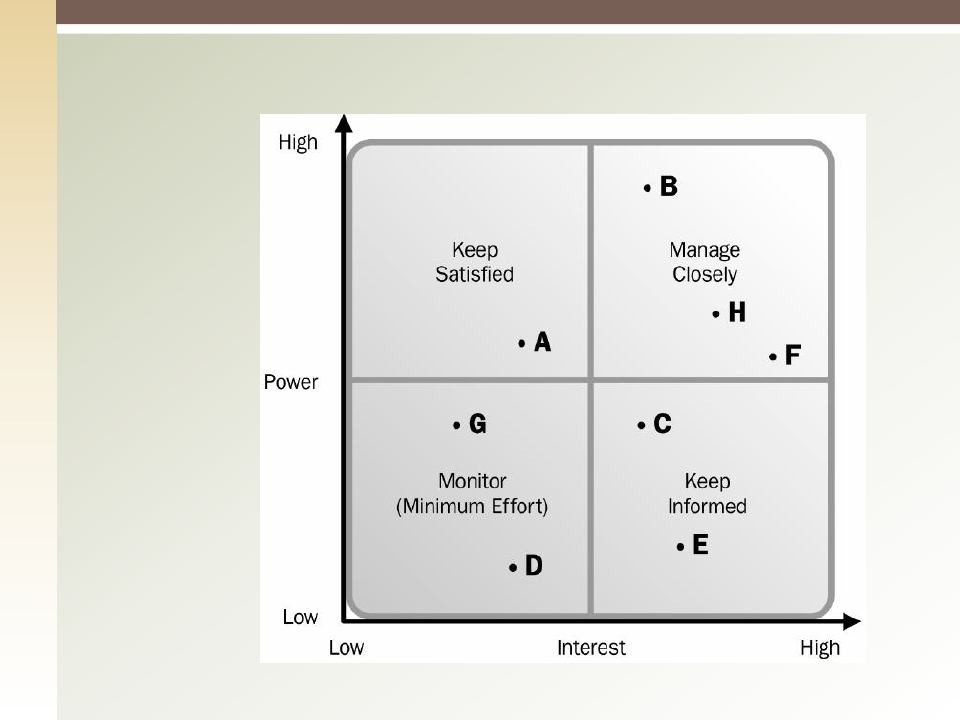 High
B
Keep
Satisfied
Manage
Closely
H
A
F
Power
G
C
Monitor
(Minimum Effort)
Keep
Informed
E
D
Low
Low
Interest
High